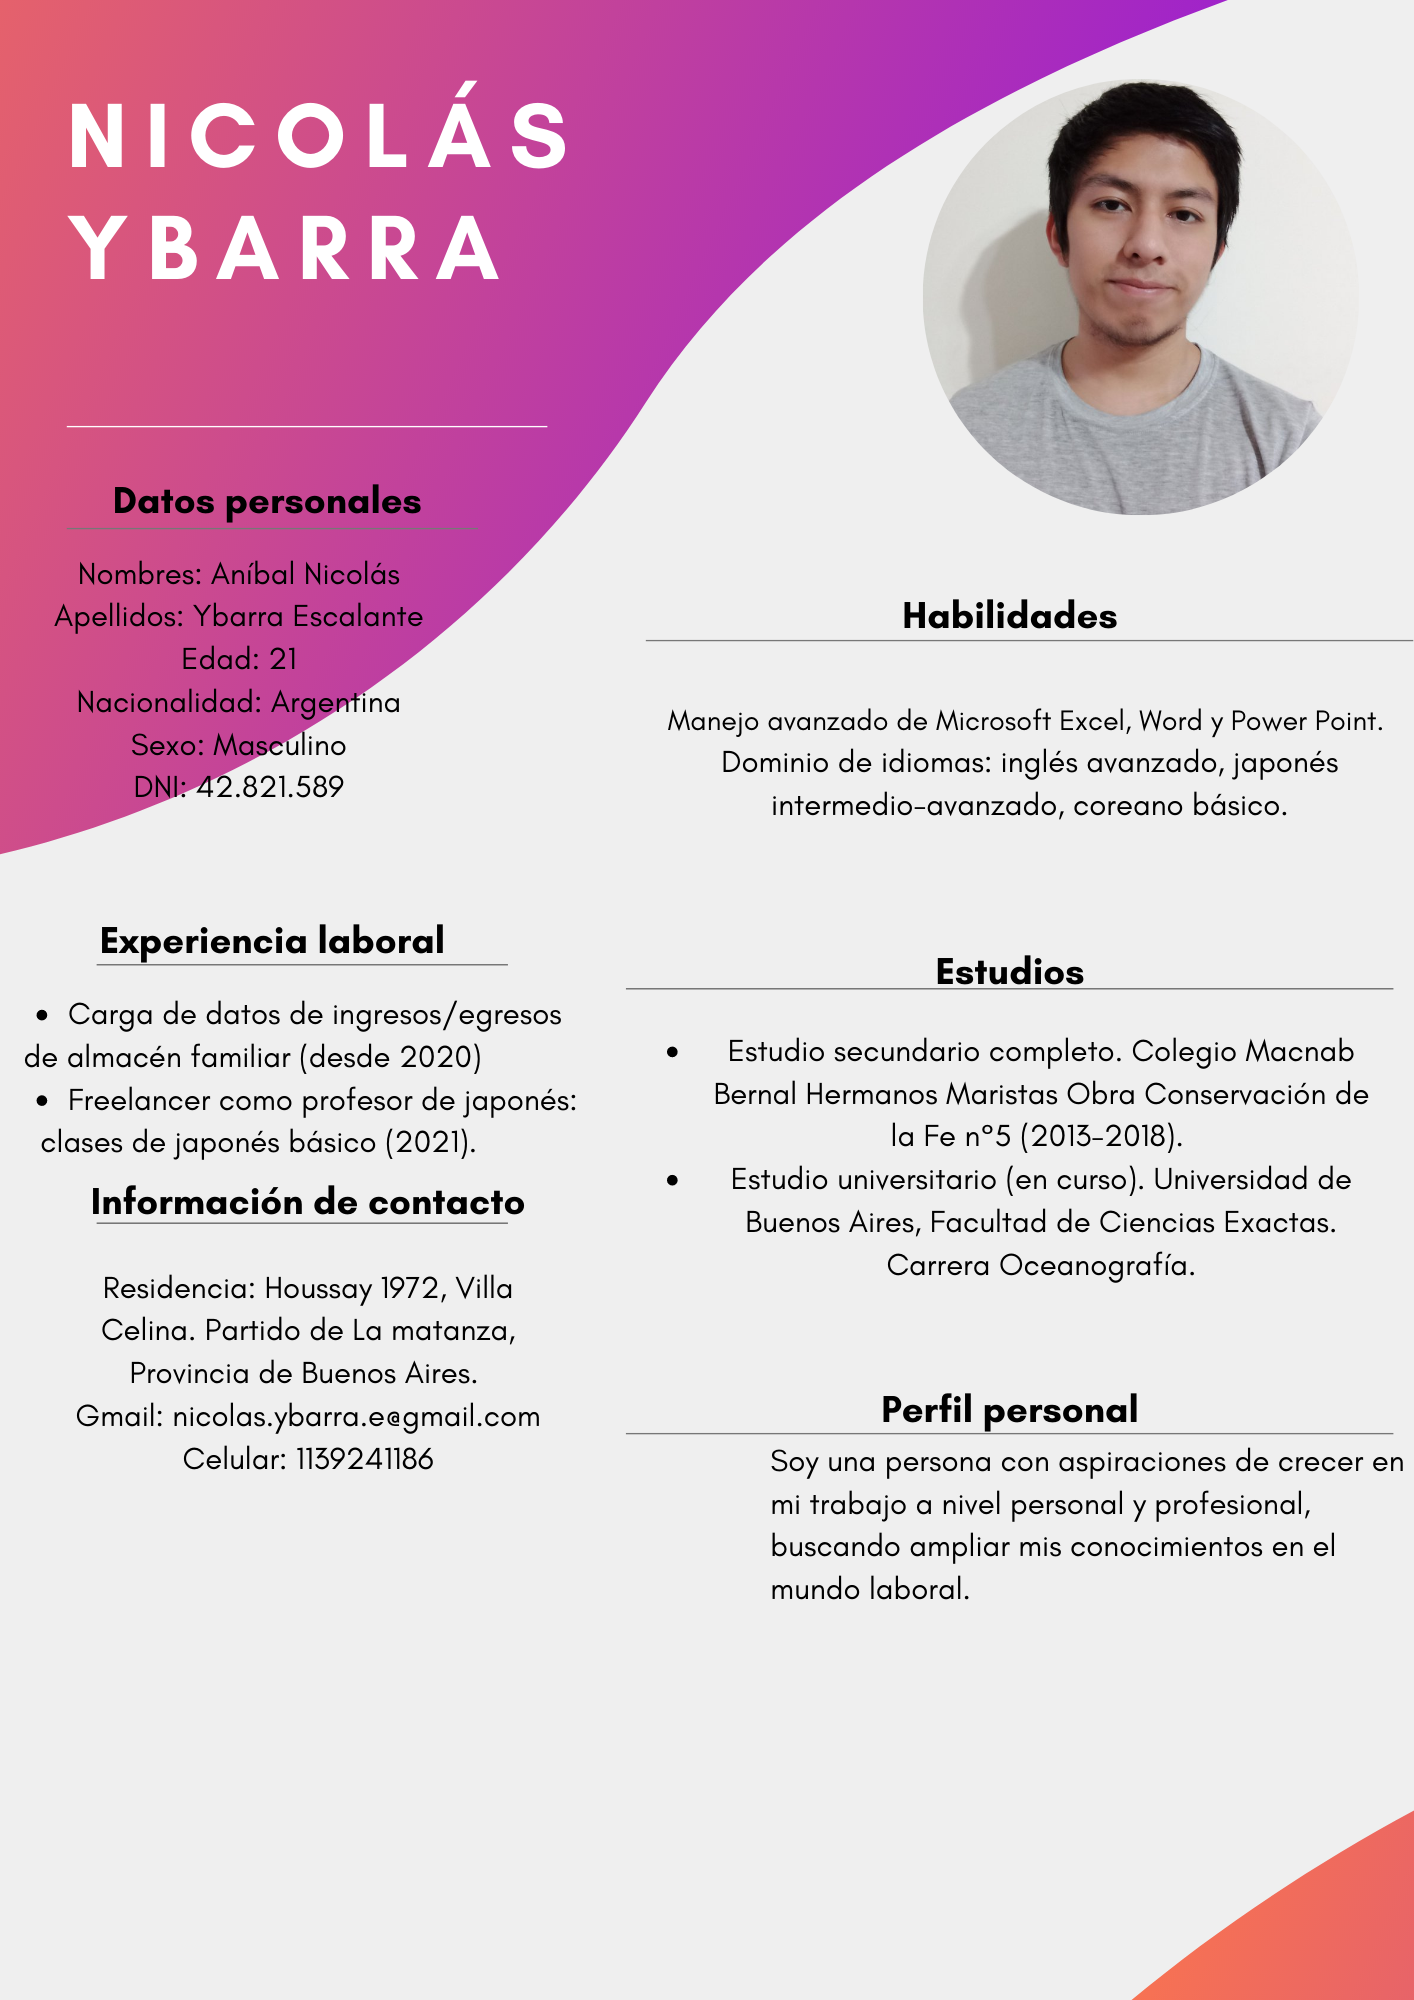 NICOLÁS
YBARRA
Datos personales
Nombres: Aníbal Nicolás
Apellidos: Ybarra Escalante
Edad: 21
Nacionalidad: Argentina
Sexo: Masculino
DNI: 42.821.589
Experiencia laboral
• Carga de datos de ingresos/egresos
de almacén familiar (desde 2020)
• Freelancer como profesor de japonés:
clases de japonés básico (2021).
Información de contacto
Residencia: Houssay 1972, Villa
Celina. Partido de La matanza,
Provincia de Buenos Aires.
Gmail: nicolas.ybarra.e@gmail.com
Celular: 1139241186
Habilidades
Manejo avanzado de Microsoft Excel, Word y Power Point.
Dominio de idiomas: inglés avanzado, japonés
intermedio-avanzado, coreano básico.
Estudios
• Estudio secundario completo. Colegio Macnab
Bernal Hermanos Maristas Obra Conservación de
la Fe n°5 (2013-2018).
• Estudio universitario (en curso). Universidad de
Buenos Aires, Facultad de Ciencias Exactas.
Carrera Oceanografía.
Perfil personal
Soy una persona con aspiraciones de crecer en
mi trabajo a nivel personal y profesional,
buscando ampliar mis conocimientos en el
mundo laboral.